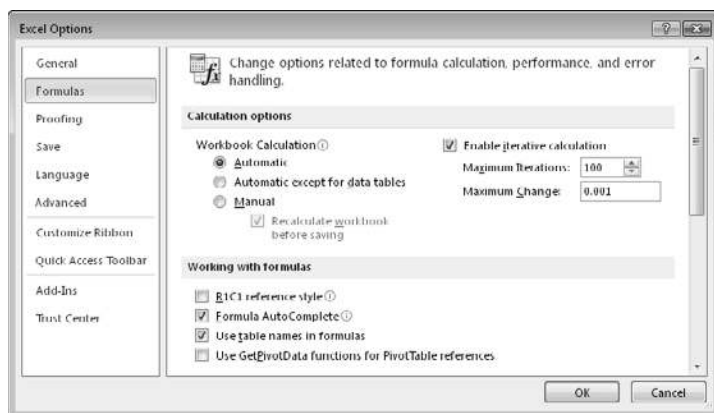 Excel Options
General
Formulas
Proofing
Save
Language
Advanced
Customize Ribbon
Quick Access Toolbar
Add-Ins
Trust Center
Change options related to formula calculation, performance, and error
handling.
Calculation options
Workbook Calculation
Automatic
Automatic except for data tables
Manual
Recalculate workbook
before saving
Enable iterative calculation
Maximum Iterations: 100
Maximum Change: 0.001
Working with formulas
R1C1 reference style
Formula AutoComplete
Use table names in formulas
Use GetPivotData functions for PivotTable references
OK Cancel